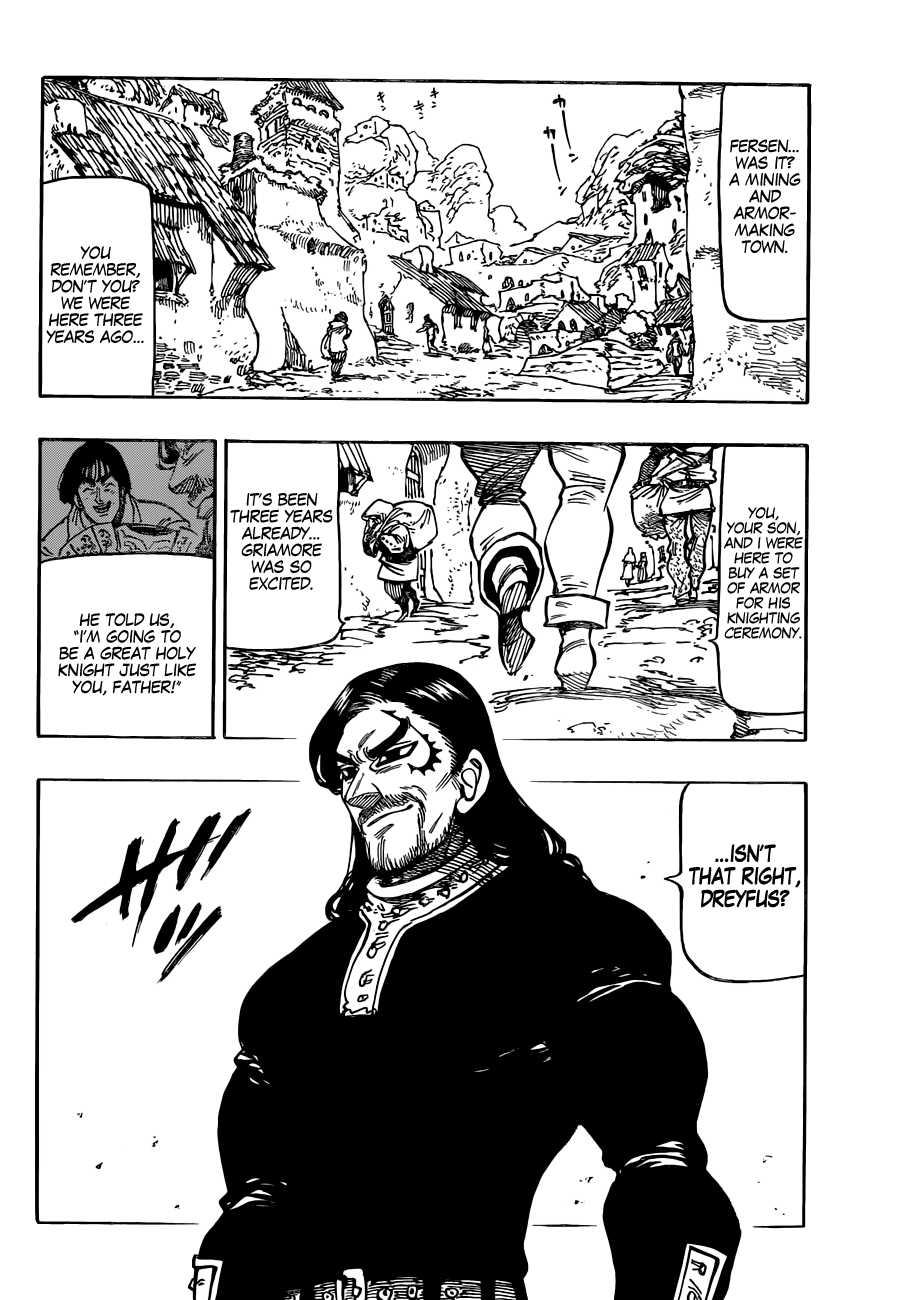 FERSEN...
WAS IT?
A MINING
AND
ARMOR-
MAKING
TOWN.
YOU
REMEMBER,
DON'T YOU?
WE WERE
HERE THREE
YEARS AGO...
YOU,
YOUR SON,
AND I WERE
HERE TO
BUY A SET
OF ARMOR
FOR HIS
KNIGHTING
CEREMONY.
IT'S BEEN
THREE YEARS
ALREADY...
GRIAMORE
WAS SO
EXCITED.
HE TOLD US,
"I'M GOING TO
BE A GREAT HOLY
KNIGHT JUST LIKE
YOU, FATHER!"
...ISN'T
THAT RIGHT,
DREYFUS?